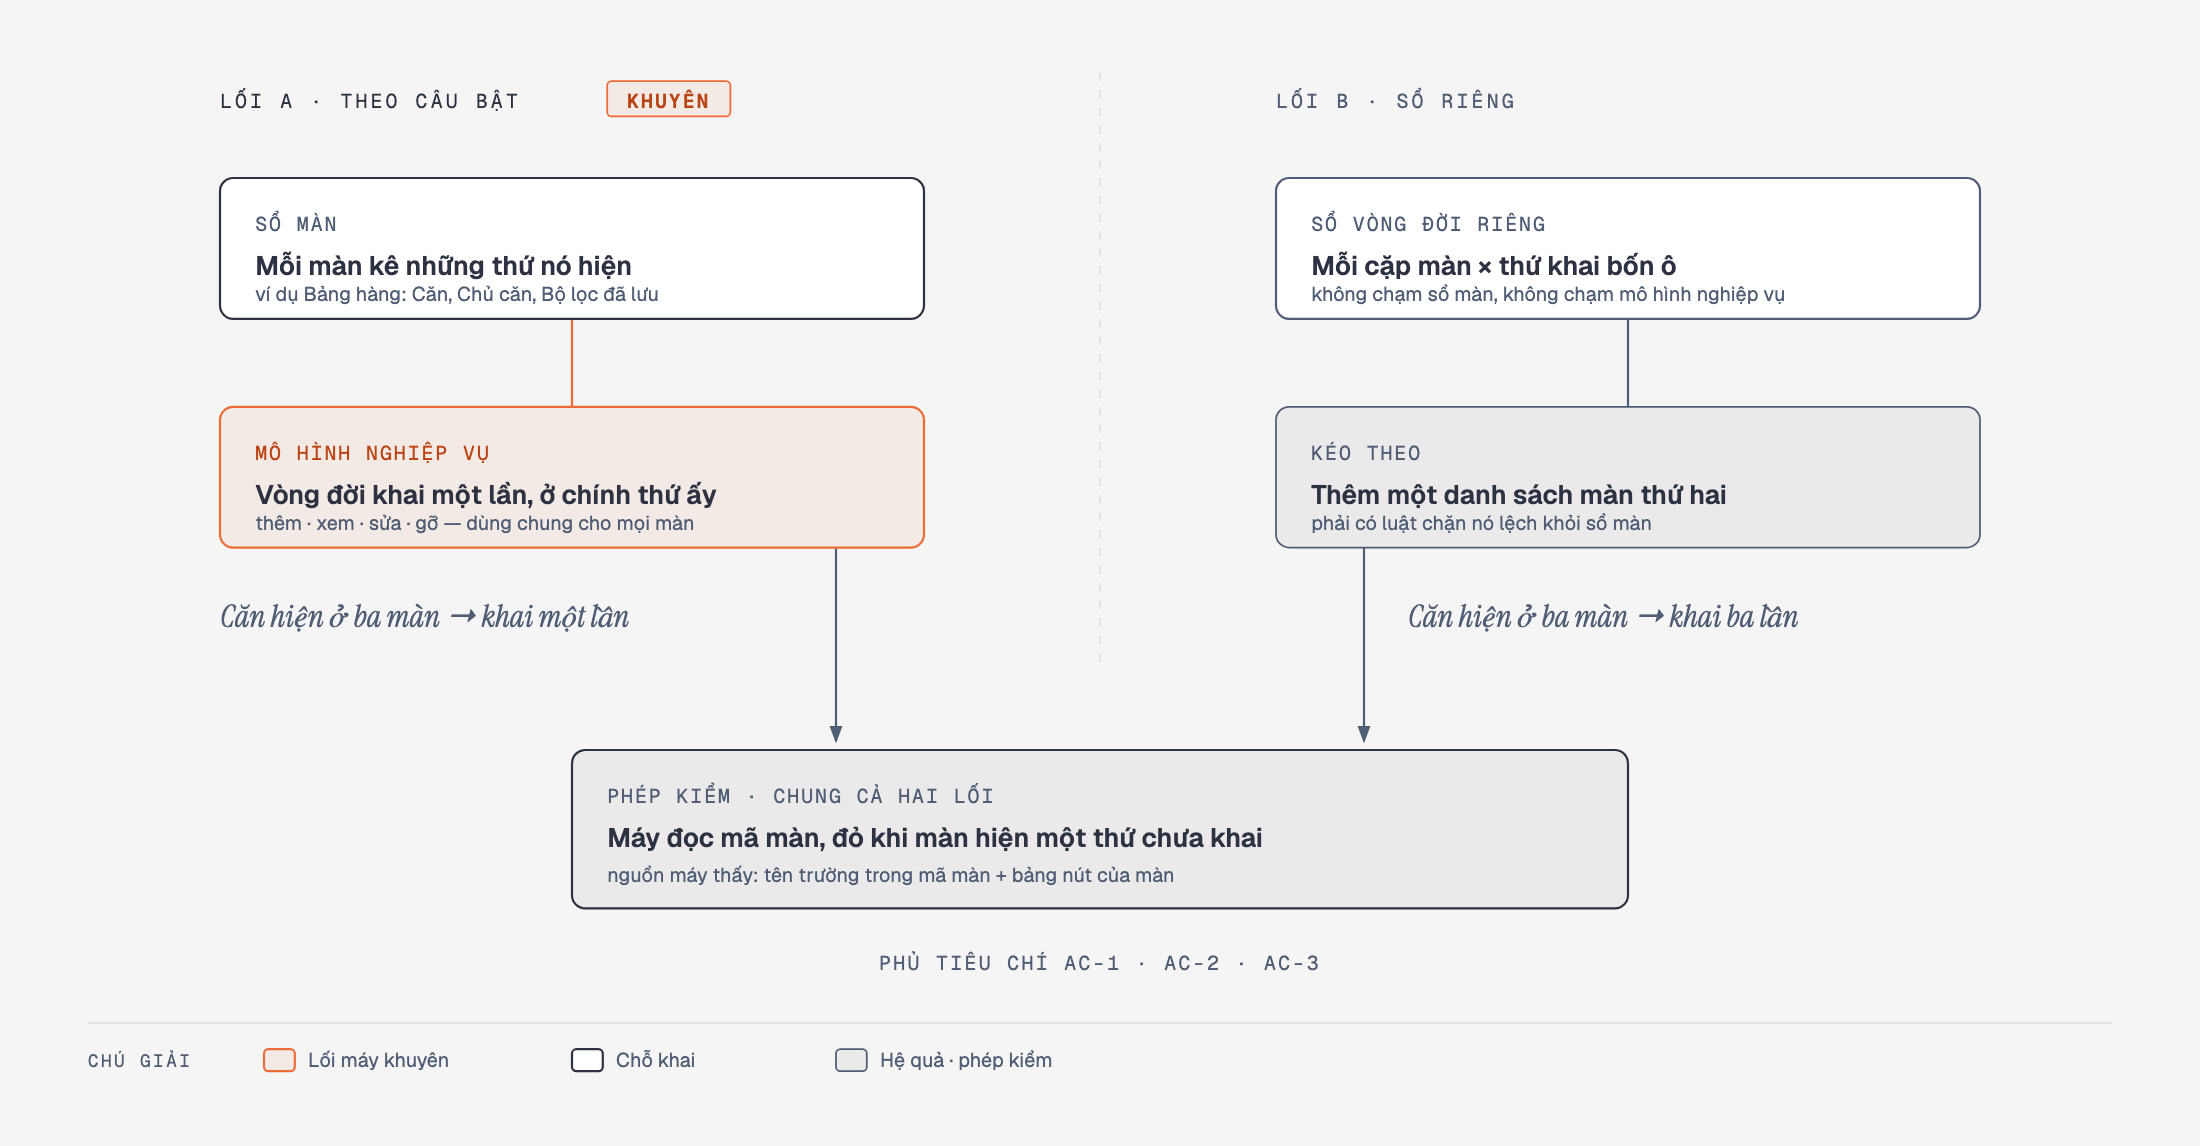 LỐI A · THEO CÂU BẬT
KHUYÊN
SỔ MÀN
Mỗi màn kê những thứ nó hiện
ví dụ Bảng hàng: Căn, Chủ căn, Bộ lọc đã lưu
MÔ HÌNH NGHIỆP VỤ
Vòng đời khai một lần, ở chính thứ ấy
thêm · xem · sửa · gỡ — dùng chung cho mọi màn
Căn hiện ở ba màn → khai một lần
LỐI B · SỔ RIÊNG
SỔ VÒNG ĐỜI RIÊNG
Mỗi cặp màn × thứ khai bốn ô
không chạm sổ màn, không chạm mô hình nghiệp vụ
KÉO THEO
Thêm một danh sách màn thứ hai
phải có luật chặn nó lệch khỏi sổ màn
Căn hiện ở ba màn → khai ba lần
PHÉP KIỂM · CHUNG CẢ HAI LỐI
Máy đọc mã màn, đỏ khi màn hiện một thứ chưa khai
nguồn máy thấy: tên trường trong mã màn + bảng nút của màn
PHỦ TIÊU CHÍ AC-1 · AC-2 · AC-3
CHÚ GIẢI
Lối máy khuyên
Chỗ khai
Hệ quả · phép kiểm